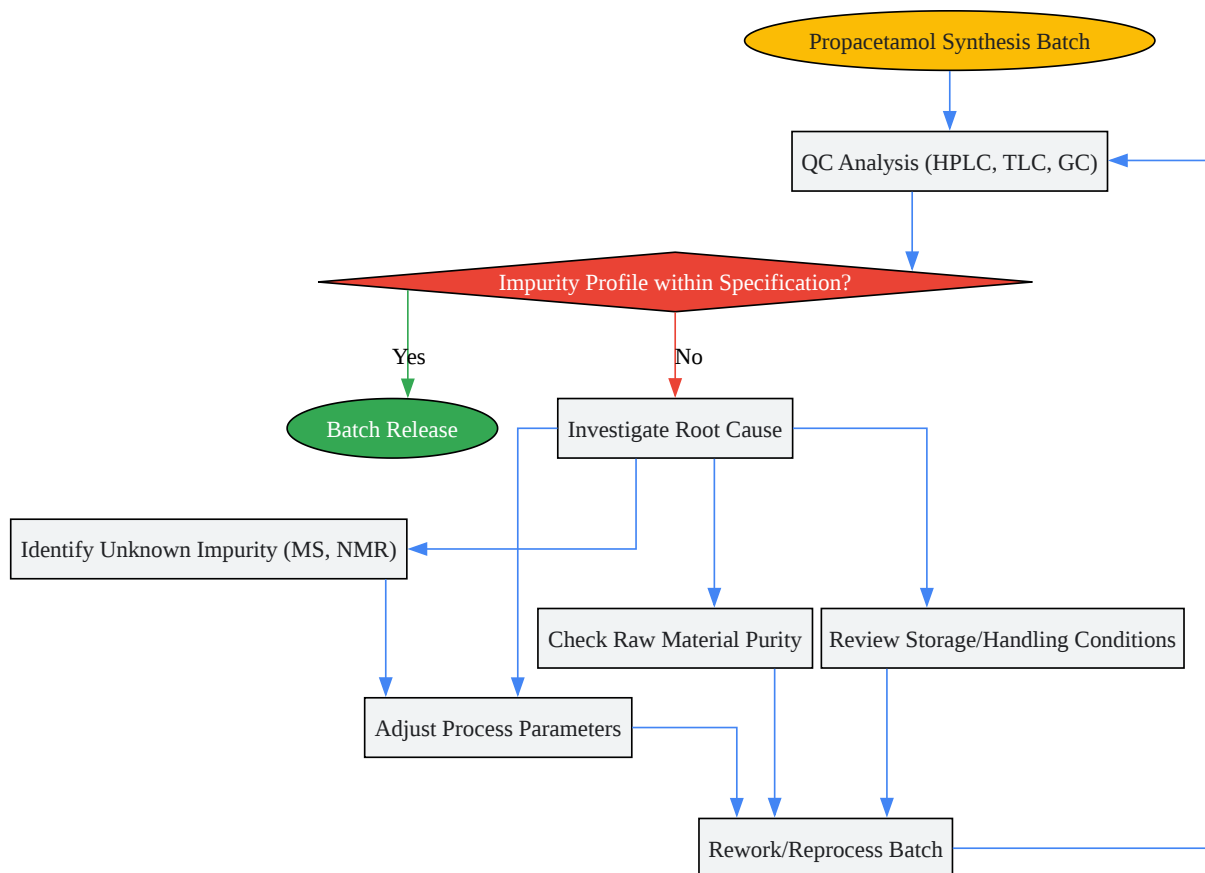 Propacetamol Synthesis Batch
QC Analysis (HPLC, TLC, GC)
Impurity Profile within Specification?
Yes
No
Batch Release
Investigate Root Cause
Identify Unknown Impurity (MS, NMR)
Check Raw Material Purity
Review Storage/Handling Conditions
Adjust Process Parameters
Rework/Reprocess Batch